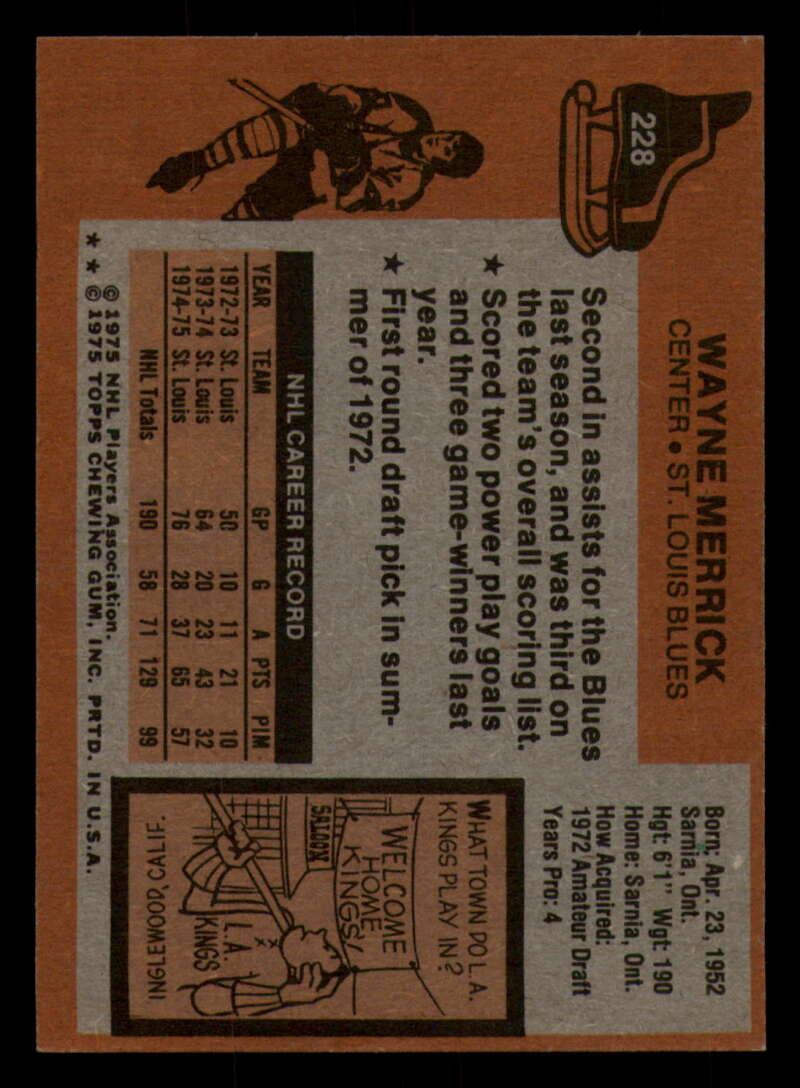 228
WAYNE MERRICK
CENTER • ST. LOUIS BLUES
Born: Apr. 23, 1952
Sarnia, Ont.
Hgt: 6'1" Wgt: 190
Home: Sarnia, Ont.
How Acquired:
1972 Amateur Draft
Years Pro: 4
Second in assists for the Blues
last season, and was third on
the team's overall scoring list.
★ Scored two power play goals
and three game-winners last
year.
★ First round draft pick in sum-
mer of 1972.
NHL CAREER RECORD
YEAR TEAM GP G A PTS PIM
1972-73 St. Louis 50 10 11 21 10
1973-74 St. Louis 64 20 23 43 32
1974-75 St. Louis 76 28 37 65 57
NHL Totals 190 58 71 129 99
WHAT TOWN DO L.A.
KINGS PLAY IN?
WELCOME
HOME
KINGS!
SALOON
L.A.
KINGS
INGLEWOOD, CALIF.
★ © 1975 NHL Players Association.
★ © 1975 TOPPS CHEWING GUM, INC. PRTD. IN U.S.A.